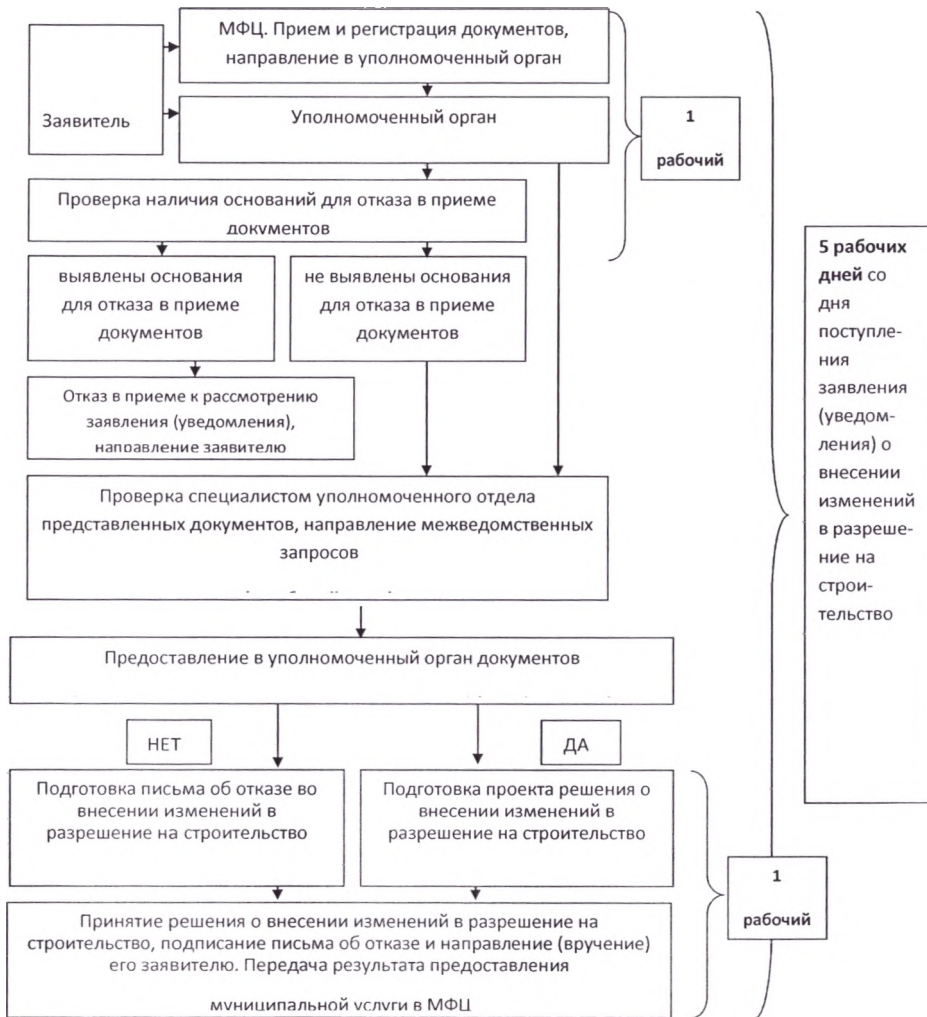 МФЦ. Прием и регистрация документов,
направление в уполномоченный орган
Заявитель
Уполномоченный орган
1
рабочий
Проверка наличия оснований для отказа в приеме
документов
выявлены основания
для отказа в приеме
документов
не выявлены основания
для отказа в приеме
документов
Отказ в приеме к рассмотрению
заявления (уведомления),
направление заявителю
5 рабочих
дней со
дня
поступле-
ния
заявления
(уведом-
ления) о
внесении
изменений
в разреше-
ние на
строи-
тельство
Проверка специалистом уполномоченного отдела
представленных документов, направление межведомственных
запросов
Предоставление в уполномоченный орган документов
НЕТ
ДА
Подготовка письма об отказе во
внесении изменений в
разрешение на строительство
Подготовка проекта решения о
внесении изменений в
разрешение на строительство
1
рабочий
Принятие решения о внесении изменений в разрешение на
строительство, подписание письма об отказе и направление (вручение)
его заявителю. Передача результата предоставления
муниципальной услуги в МФЦ